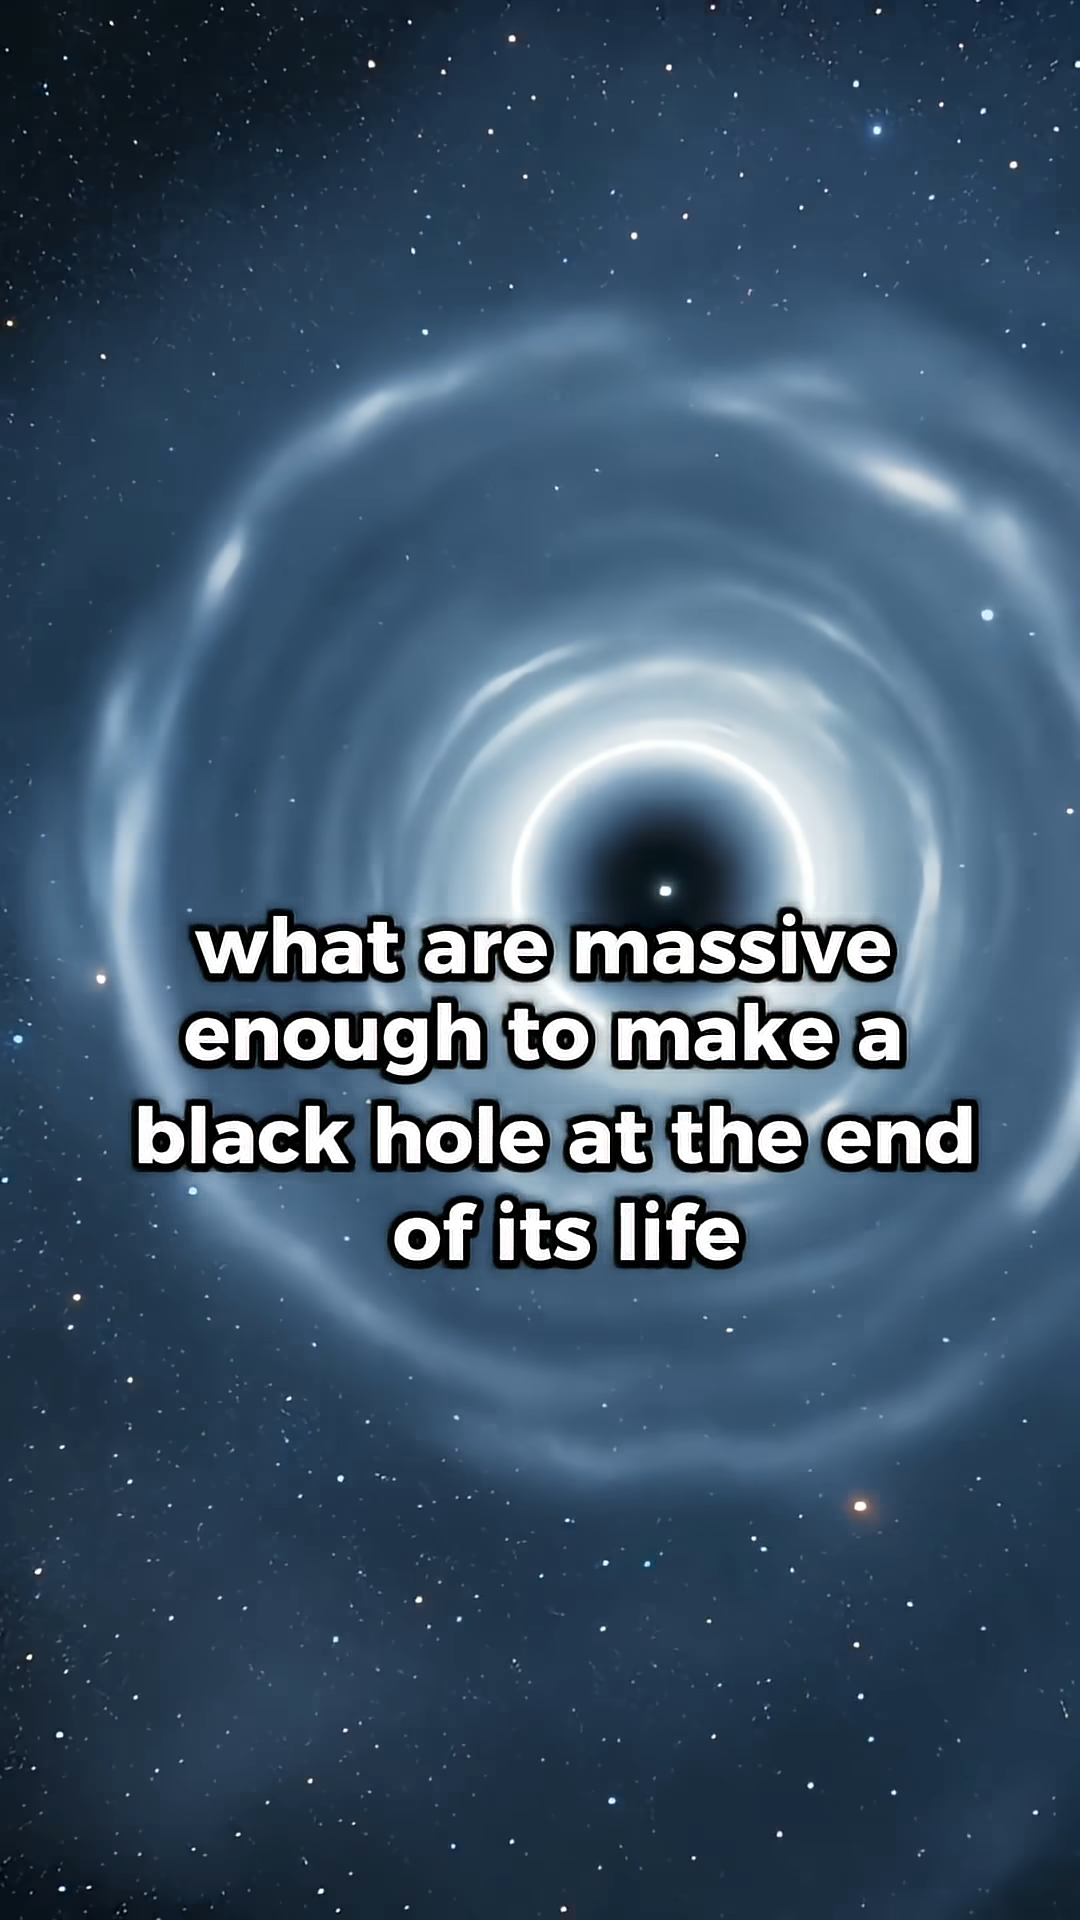 what are massive
enough to make a
black hole at the end
of its life